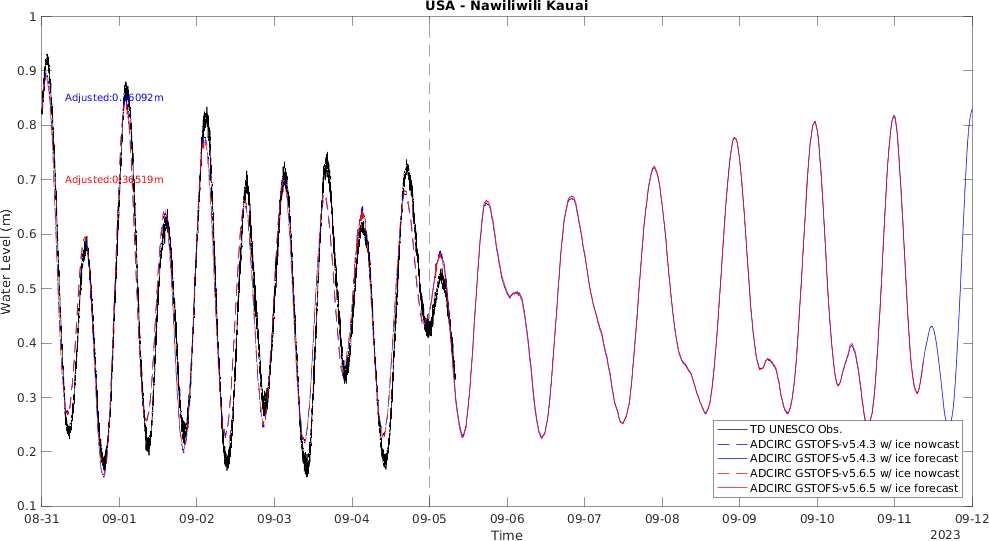 USA - Nawiliwili Kauai
1
0.9
Adjusted:0.36092m
0.8
0.7
Adjusted:0.36519m
0.6
Water Level (m)
0.5
0.4
0.3
0.2
0.1
TD UNESCO Obs.
ADCIRC GSTOFS-v5.4.3 w/ ice nowcast
ADCIRC GSTOFS-v5.4.3 w/ ice forecast
ADCIRC GSTOFS-v5.6.5 w/ ice nowcast
ADCIRC GSTOFS-v5.6.5 w/ ice forecast
08-31 09-01 09-02 09-03 09-04 09-05 09-06 09-07 09-08 09-09 09-10 09-11 09-12
Time 2023